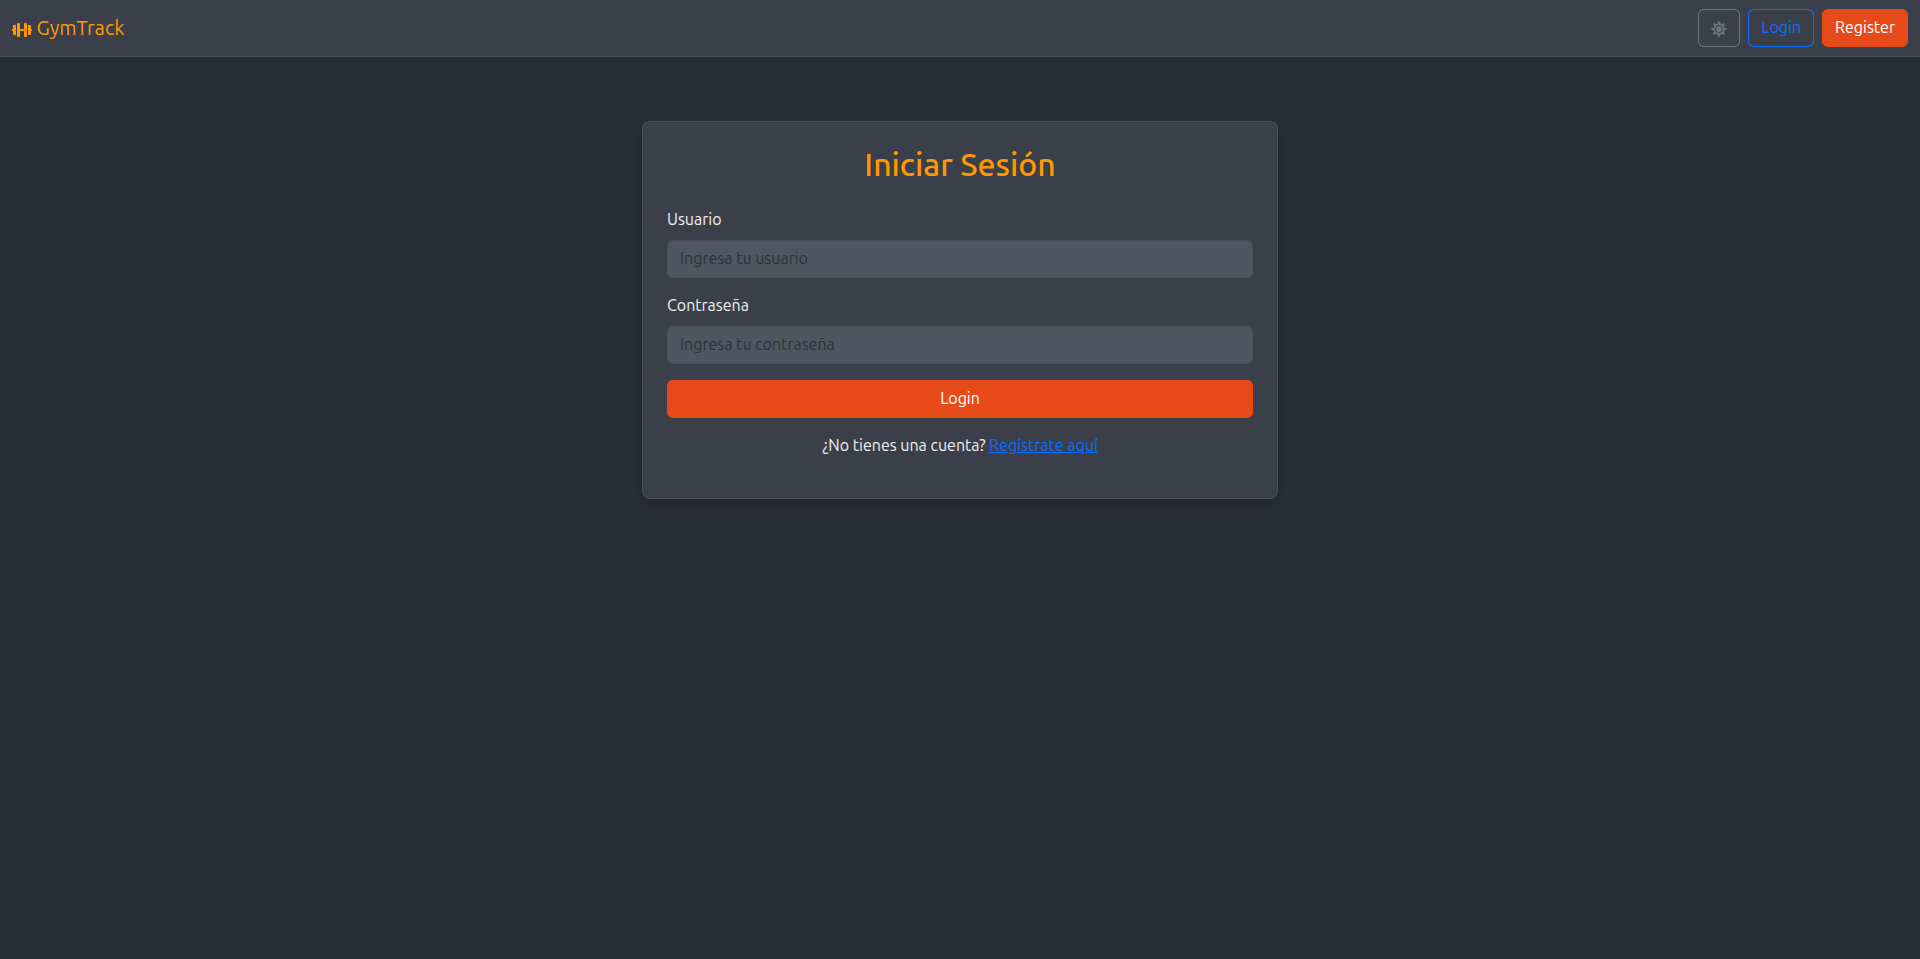 GymTrack
Login
Register
Iniciar Sesión
Usuario
Ingresa tu usuario
Contraseña
Ingresa tu contraseña
Login
¿No tienes una cuenta? Regístrate aquí